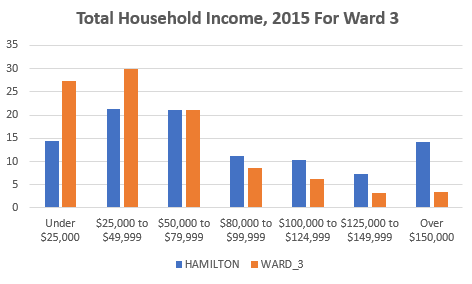 Total Household Income, 2015 For Ward 3
35
30
25
20
15
10
5
0
Under
$25,000
$25,000 to
$49,999
$50,000 to
$79,999
$80,000 to
$99,999
$100,000 to
$124,999
$125,000 to
$149,999
Over
$150,000
HAMILTON
WARD_3